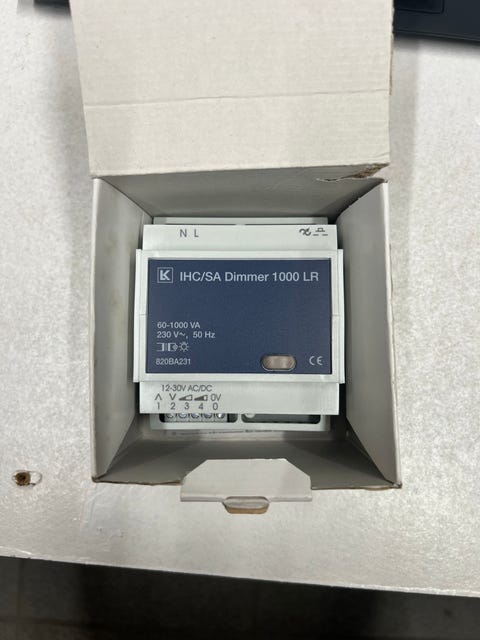 N L
LK IHC/SA Dimmer 1000 LR
60-1000 VA
230 V~, 50 Hz
820BA231
CE
12-30V AC/DC
0V
1 2 3 4 0